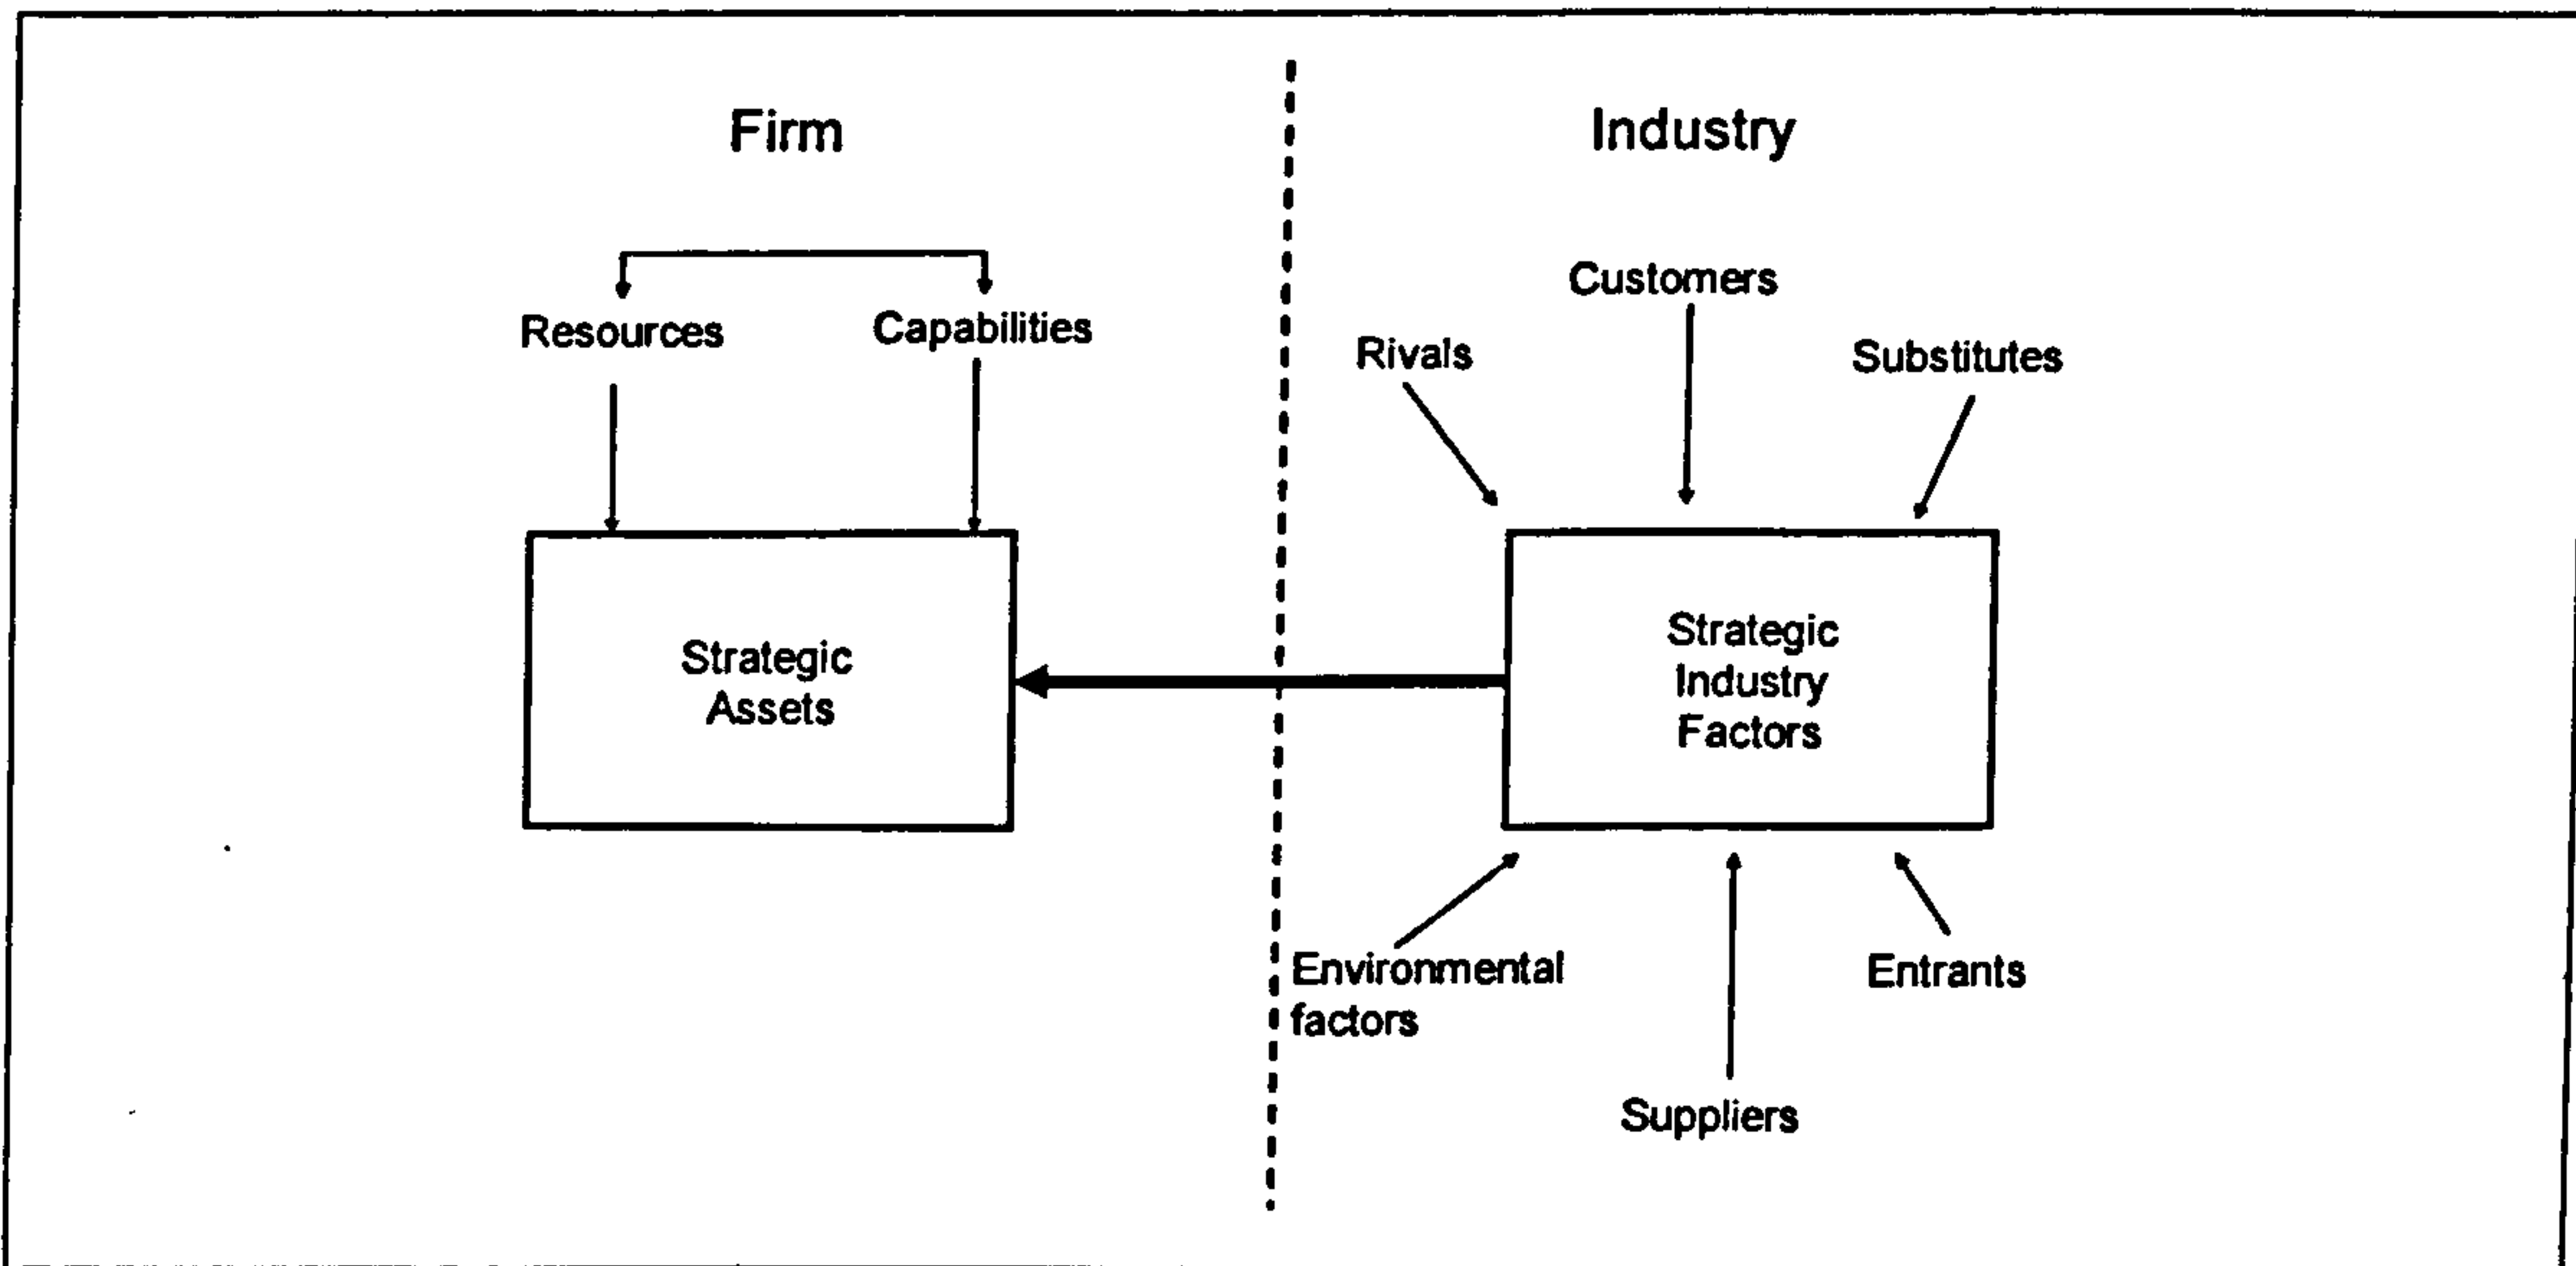 Firm
Industry
Resources
Capabilities
Customers
Rivals
Substitutes
Strategic
Assets
Strategic
Industry
Factors
Environmental
factors
Entrants
Suppliers